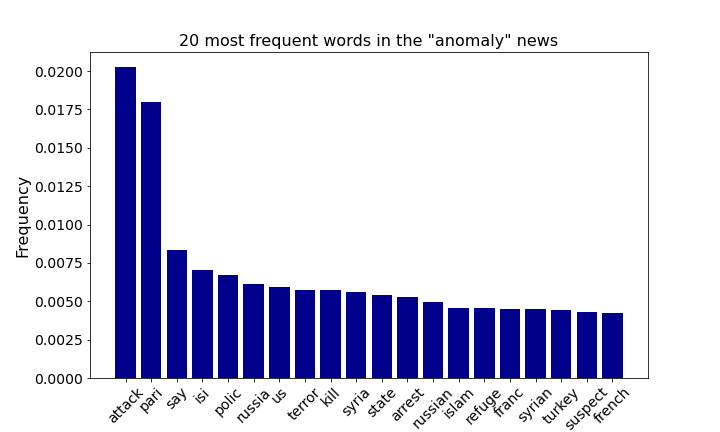 20 most frequent words in the "anomaly" news
Frequency
0.0200
0.0175
0.0150
0.0125
0.0100
0.0075
0.0050
0.0025
0.0000
attack
pari
say
isi
polic
russia
us
terror
kill
syria
state
arrest
russian
islam
refuge
franc
syrian
turkey
suspect
french